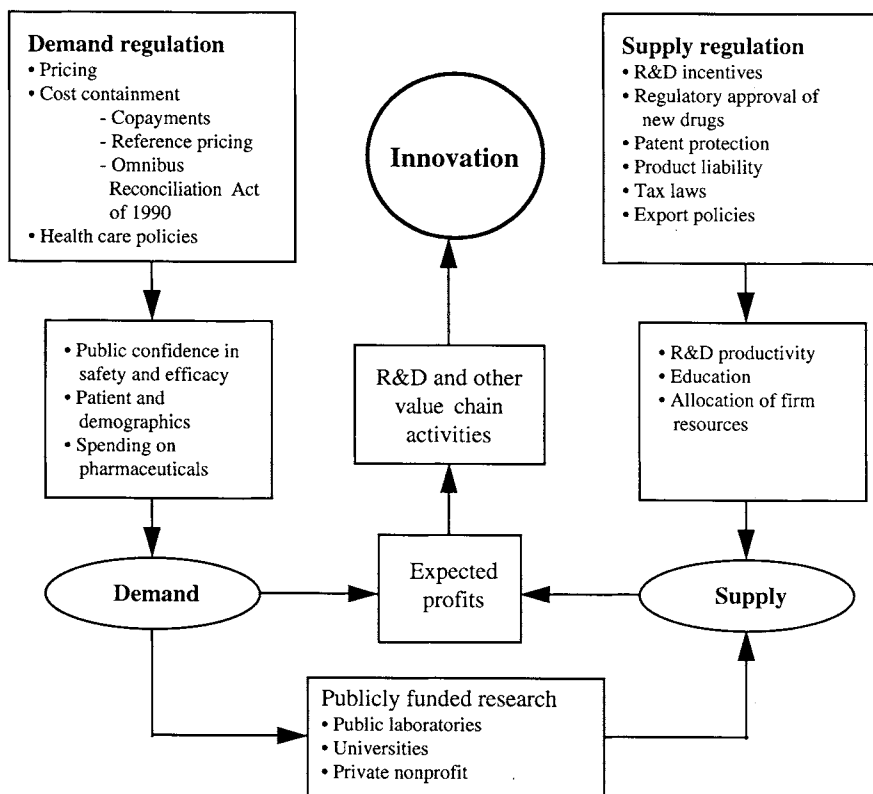 Demand regulation
• Pricing
• Cost containment
- Copayments
- Reference pricing
- Omnibus
Reconciliation Act
of 1990
• Health care policies
Innovation
Supply regulation
• R&D incentives
• Regulatory approval of
new drugs
• Patent protection
• Product liability
• Tax laws
• Export policies
• Public confidence in
safety and efficacy
• Patient and
demographics
• Spending on
pharmaceuticals
R&D and other
value chain
activities
• R&D productivity
• Education
• Allocation of firm
resources
Demand
Expected
profits
Supply
Publicly funded research
• Public laboratories
• Universities
• Private nonprofit